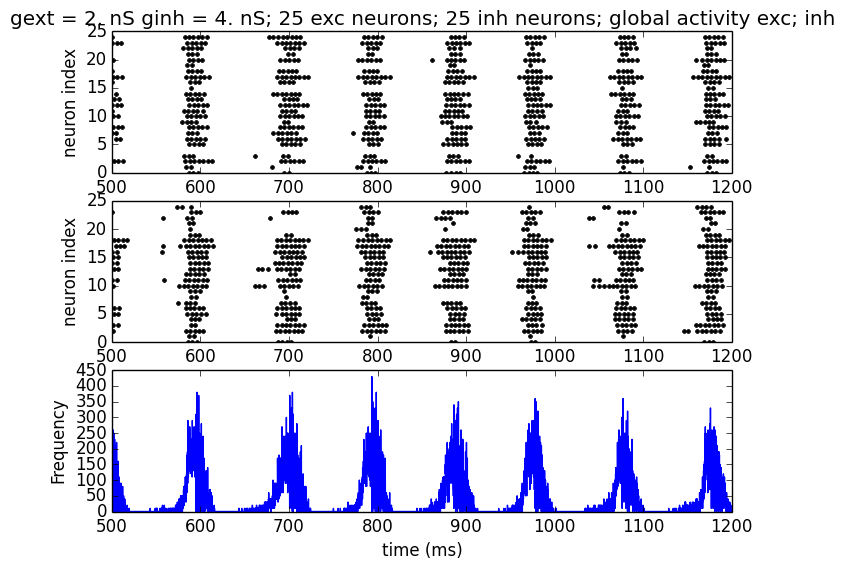 gext = 2. nS ginh = 4. nS; 25 exc neurons; 25 inh neurons; global activity exc; inh
25
20
15
10
5
0
neuron index
500 600 700 800 900 1000 1100 1200
25
20
15
10
5
0
neuron index
500 600 700 800 900 1000 1100 1200
450
400
350
300
250
200
150
100
50
0
Frequency
500 600 700 800 900 1000 1100 1200
time (ms)